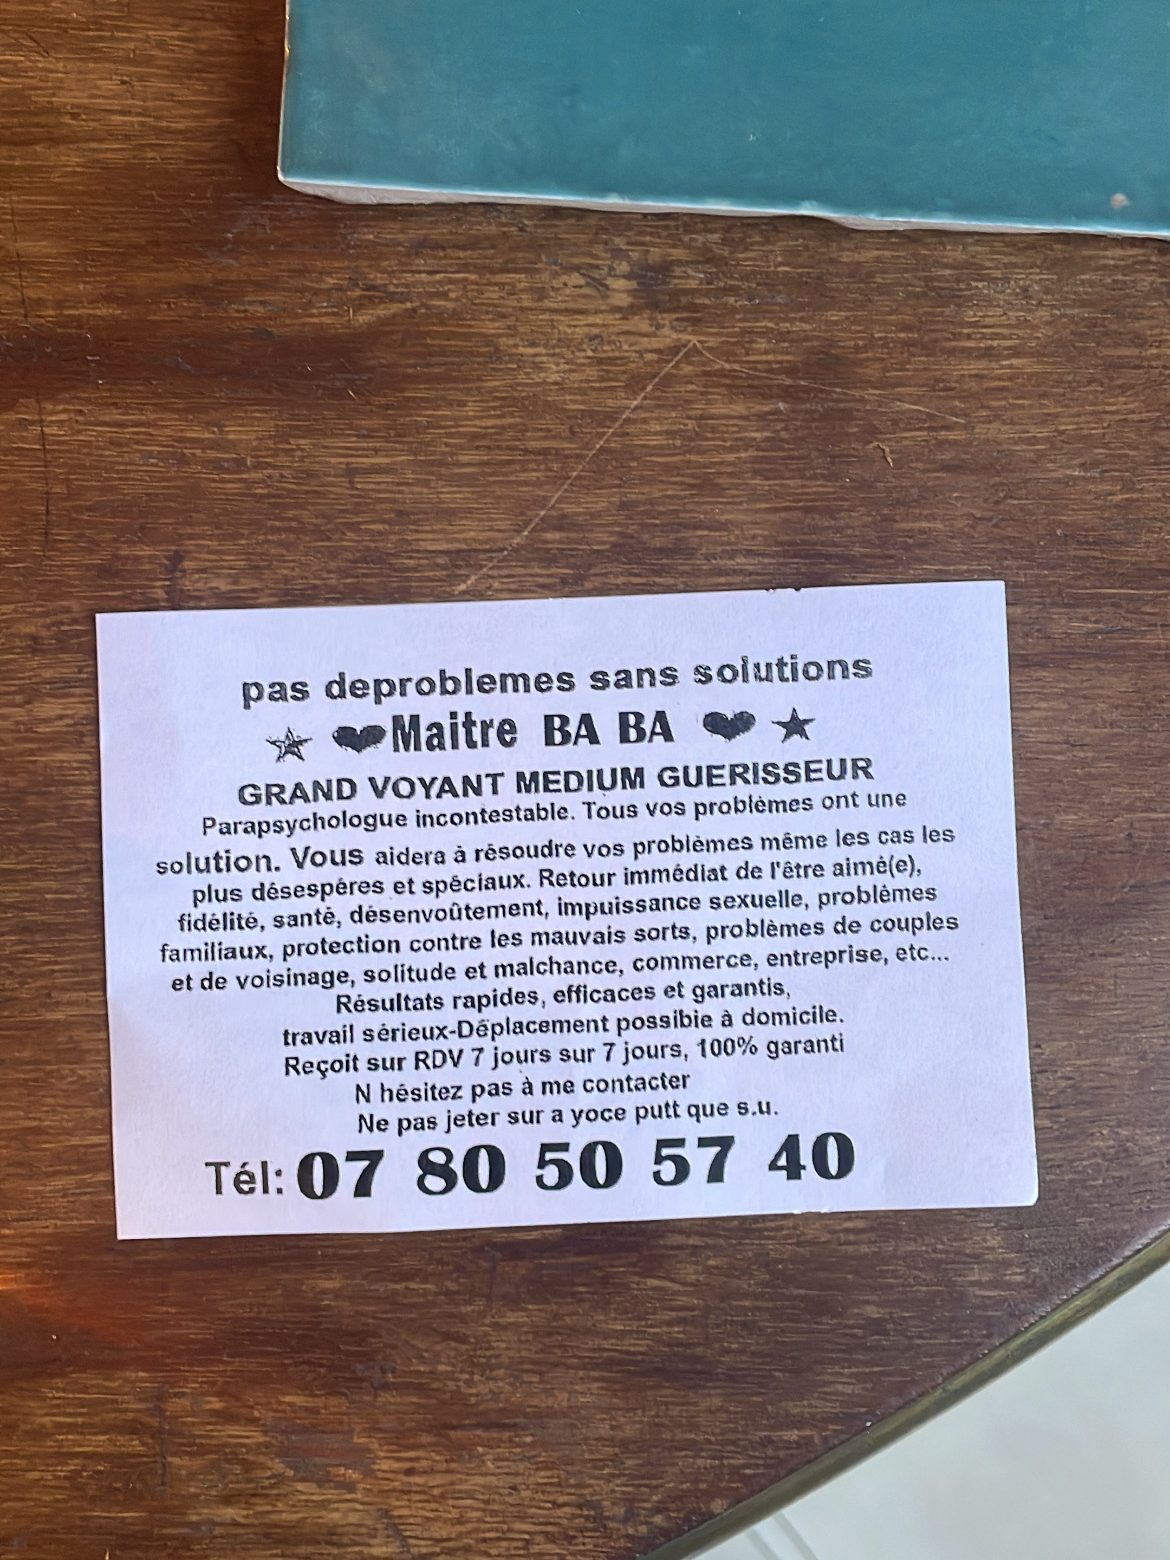 pas deproblemes sans solutions
Maitre BA BA
GRAND VOYANT MEDIUM GUERISSEUR
Parapsychologue incontestable. Tous vos problèmes ont une
solution. Vous aidera à résoudre vos problèmes même les cas les
plus désespéres et spéciaux. Retour immédiat de l'être aimé(e),
fidélité, santé, désenvoûtement, impuissance sexuelle, problèmes
familiaux, protection contre les mauvais sorts, problèmes de couples
et de voisinage, solitude et malchance, commerce, entreprise, etc...
Résultats rapides, efficaces et garantis,
travail sérieux-Déplacement possibie à domicile.
Reçoit sur RDV 7 jours sur 7 jours, 100% garanti
N hésitez pas à me contacter
Ne pas jeter sur a yoce putt que s.u.
Tél: 07 80 50 57 40